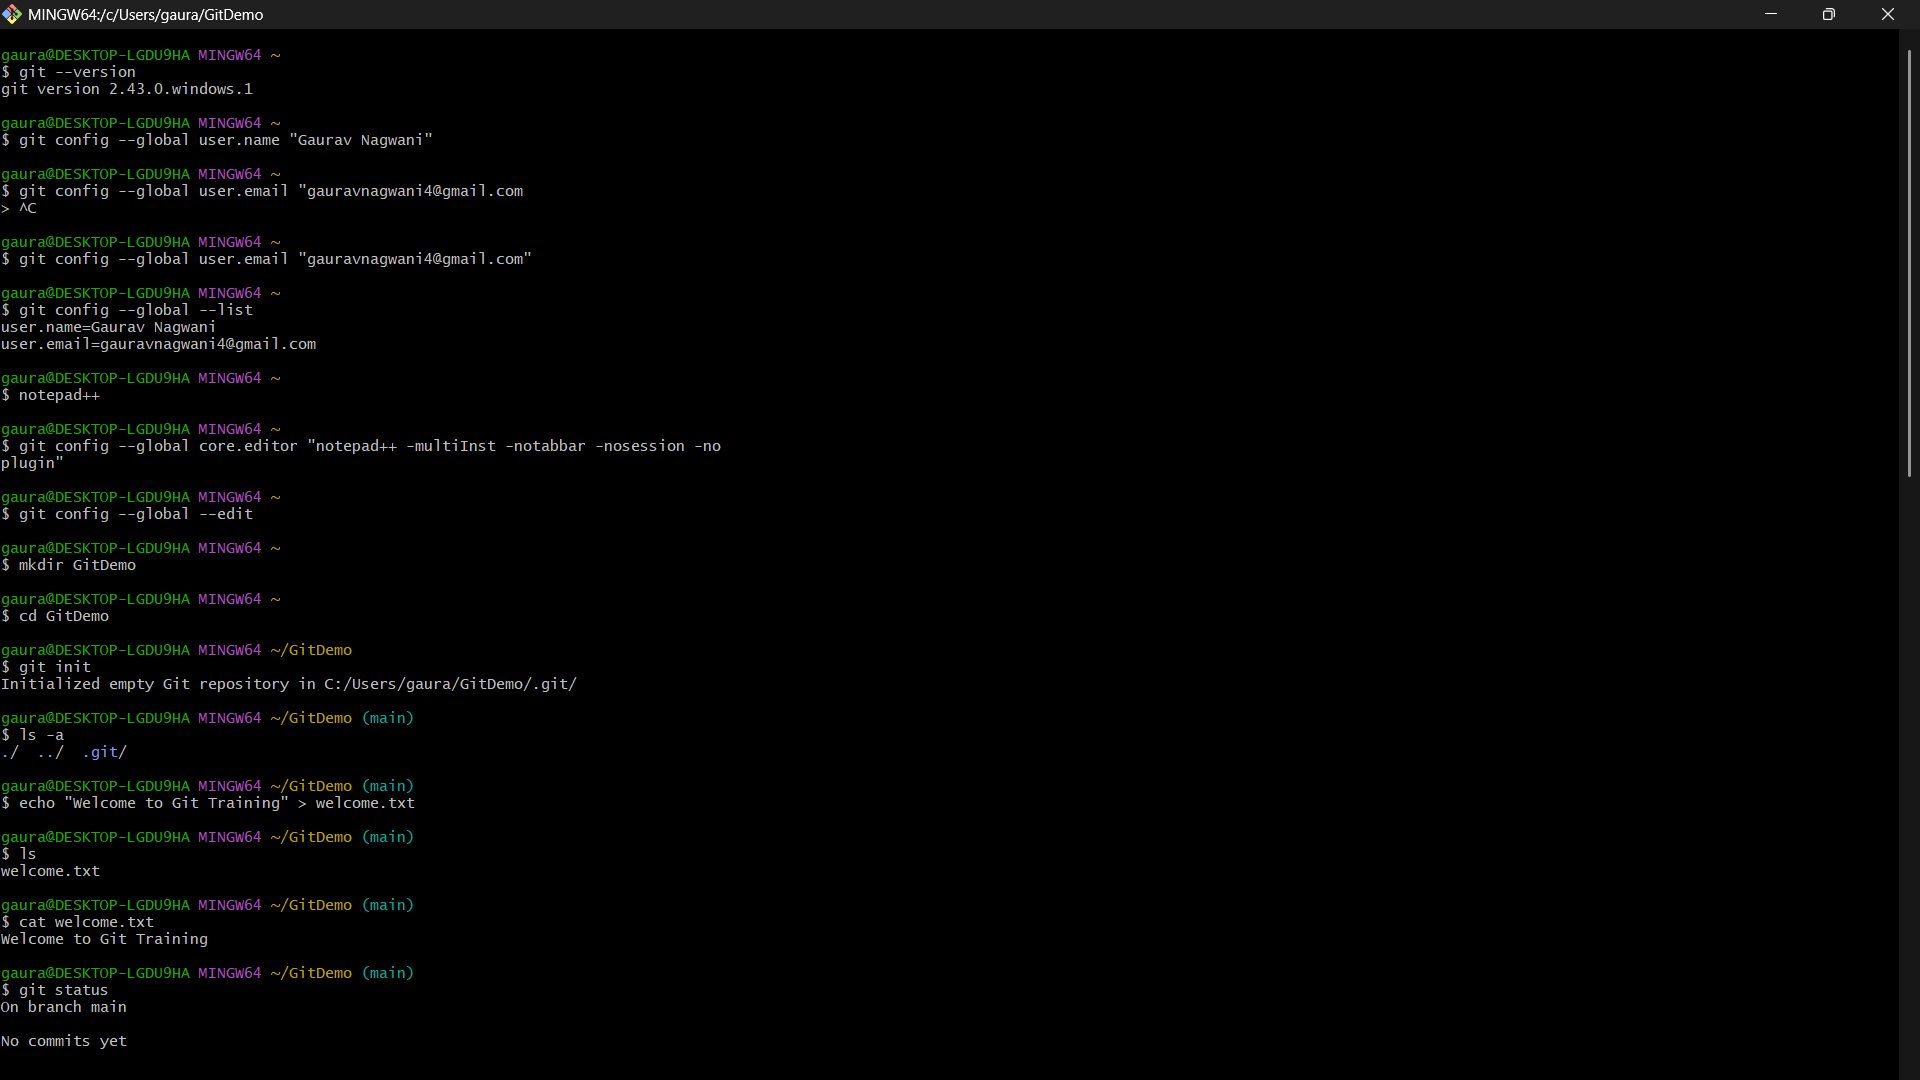 MINGW64:/c/Users/gaura/GitDemo
gaura@DESKTOP-LGDU9HA MINGW64 ~
$ git --version
git version 2.43.0.windows.1
gaura@DESKTOP-LGDU9HA MINGW64 ~
$ git config --global user.name "Gaurav Nagwani"
gaura@DESKTOP-LGDU9HA MINGW64 ~
$ git config --global user.email "gauravnagwani4@gmail.com
> ^C
gaura@DESKTOP-LGDU9HA MINGW64 ~
$ git config --global user.email "gauravnagwani4@gmail.com"
gaura@DESKTOP-LGDU9HA MINGW64 ~
$ git config --global --list
user.name=Gaurav Nagwani
user.email=gauravnagwani4@gmail.com
gaura@DESKTOP-LGDU9HA MINGW64 ~
$ notepad++
gaura@DESKTOP-LGDU9HA MINGW64 ~
$ git config --global core.editor "notepad++ -multiInst -notabbar -nosession -no
plugin"
gaura@DESKTOP-LGDU9HA MINGW64 ~
$ git config --global --edit
gaura@DESKTOP-LGDU9HA MINGW64 ~
$ mkdir GitDemo
gaura@DESKTOP-LGDU9HA MINGW64 ~
$ cd GitDemo
gaura@DESKTOP-LGDU9HA MINGW64 ~/GitDemo
$ git init
Initialized empty Git repository in C:/Users/gaura/GitDemo/.git/
gaura@DESKTOP-LGDU9HA MINGW64 ~/GitDemo (main)
$ ls -a
./  ../  .git/
gaura@DESKTOP-LGDU9HA MINGW64 ~/GitDemo (main)
$ echo "Welcome to Git Training" > welcome.txt
gaura@DESKTOP-LGDU9HA MINGW64 ~/GitDemo (main)
$ ls
welcome.txt
gaura@DESKTOP-LGDU9HA MINGW64 ~/GitDemo (main)
$ cat welcome.txt
Welcome to Git Training
gaura@DESKTOP-LGDU9HA MINGW64 ~/GitDemo (main)
$ git status
On branch main
No commits yet